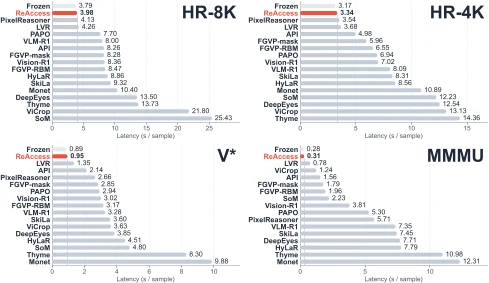 HR-8K
Frozen 3.79
ReAccess 3.98
PixelReasoner 4.13
LVR 4.26
PAPO 7.70
VLM-R1 8.00
API 8.26
FGVP-mask 8.28
Vision-R1 8.36
FGVP-RBM 8.47
HyLaR 8.86
SkiLa 9.32
Monet 10.40
DeepEyes 13.50
Thyme 13.73
ViCrop 21.80
SoM 25.43
0 5 10 15 20 25
Latency (s / sample)
HR-4K
Frozen 3.17
ReAccess 3.34
PixelReasoner 3.54
LVR 3.68
API 4.98
FGVP-mask 5.96
FGVP-RBM 6.55
PAPO 6.94
Vision-R1 7.02
VLM-R1 8.09
SkiLa 8.31
HyLaR 8.56
Monet 10.89
SoM 12.23
DeepEyes 12.54
ViCrop 13.13
Thyme 14.36
0 5 10 15
Latency (s / sample)
V*
Frozen 0.89
ReAccess 0.95
LVR 1.35
API 2.14
PixelReasoner 2.66
FGVP-mask 2.85
PAPO 2.94
Vision-R1 3.02
FGVP-RBM 3.17
VLM-R1 3.28
SkiLa 3.60
ViCrop 3.63
DeepEyes 3.85
HyLaR 4.51
SoM 4.80
Thyme 8.30
Monet 9.88
0 2 4 6 8 10
Latency (s / sample)
MMMU
Frozen 0.28
ReAccess 0.31
LVR 0.78
ViCrop 1.24
API 1.56
FGVP-mask 1.79
FGVP-RBM 1.96
SoM 2.23
Vision-R1 3.81
PAPO 5.30
PixelReasoner 5.71
VLM-R1 7.35
SkiLa 7.45
DeepEyes 7.71
HyLaR 7.79
Thyme 10.98
Monet 12.31
0 5 10
Latency (s / sample)